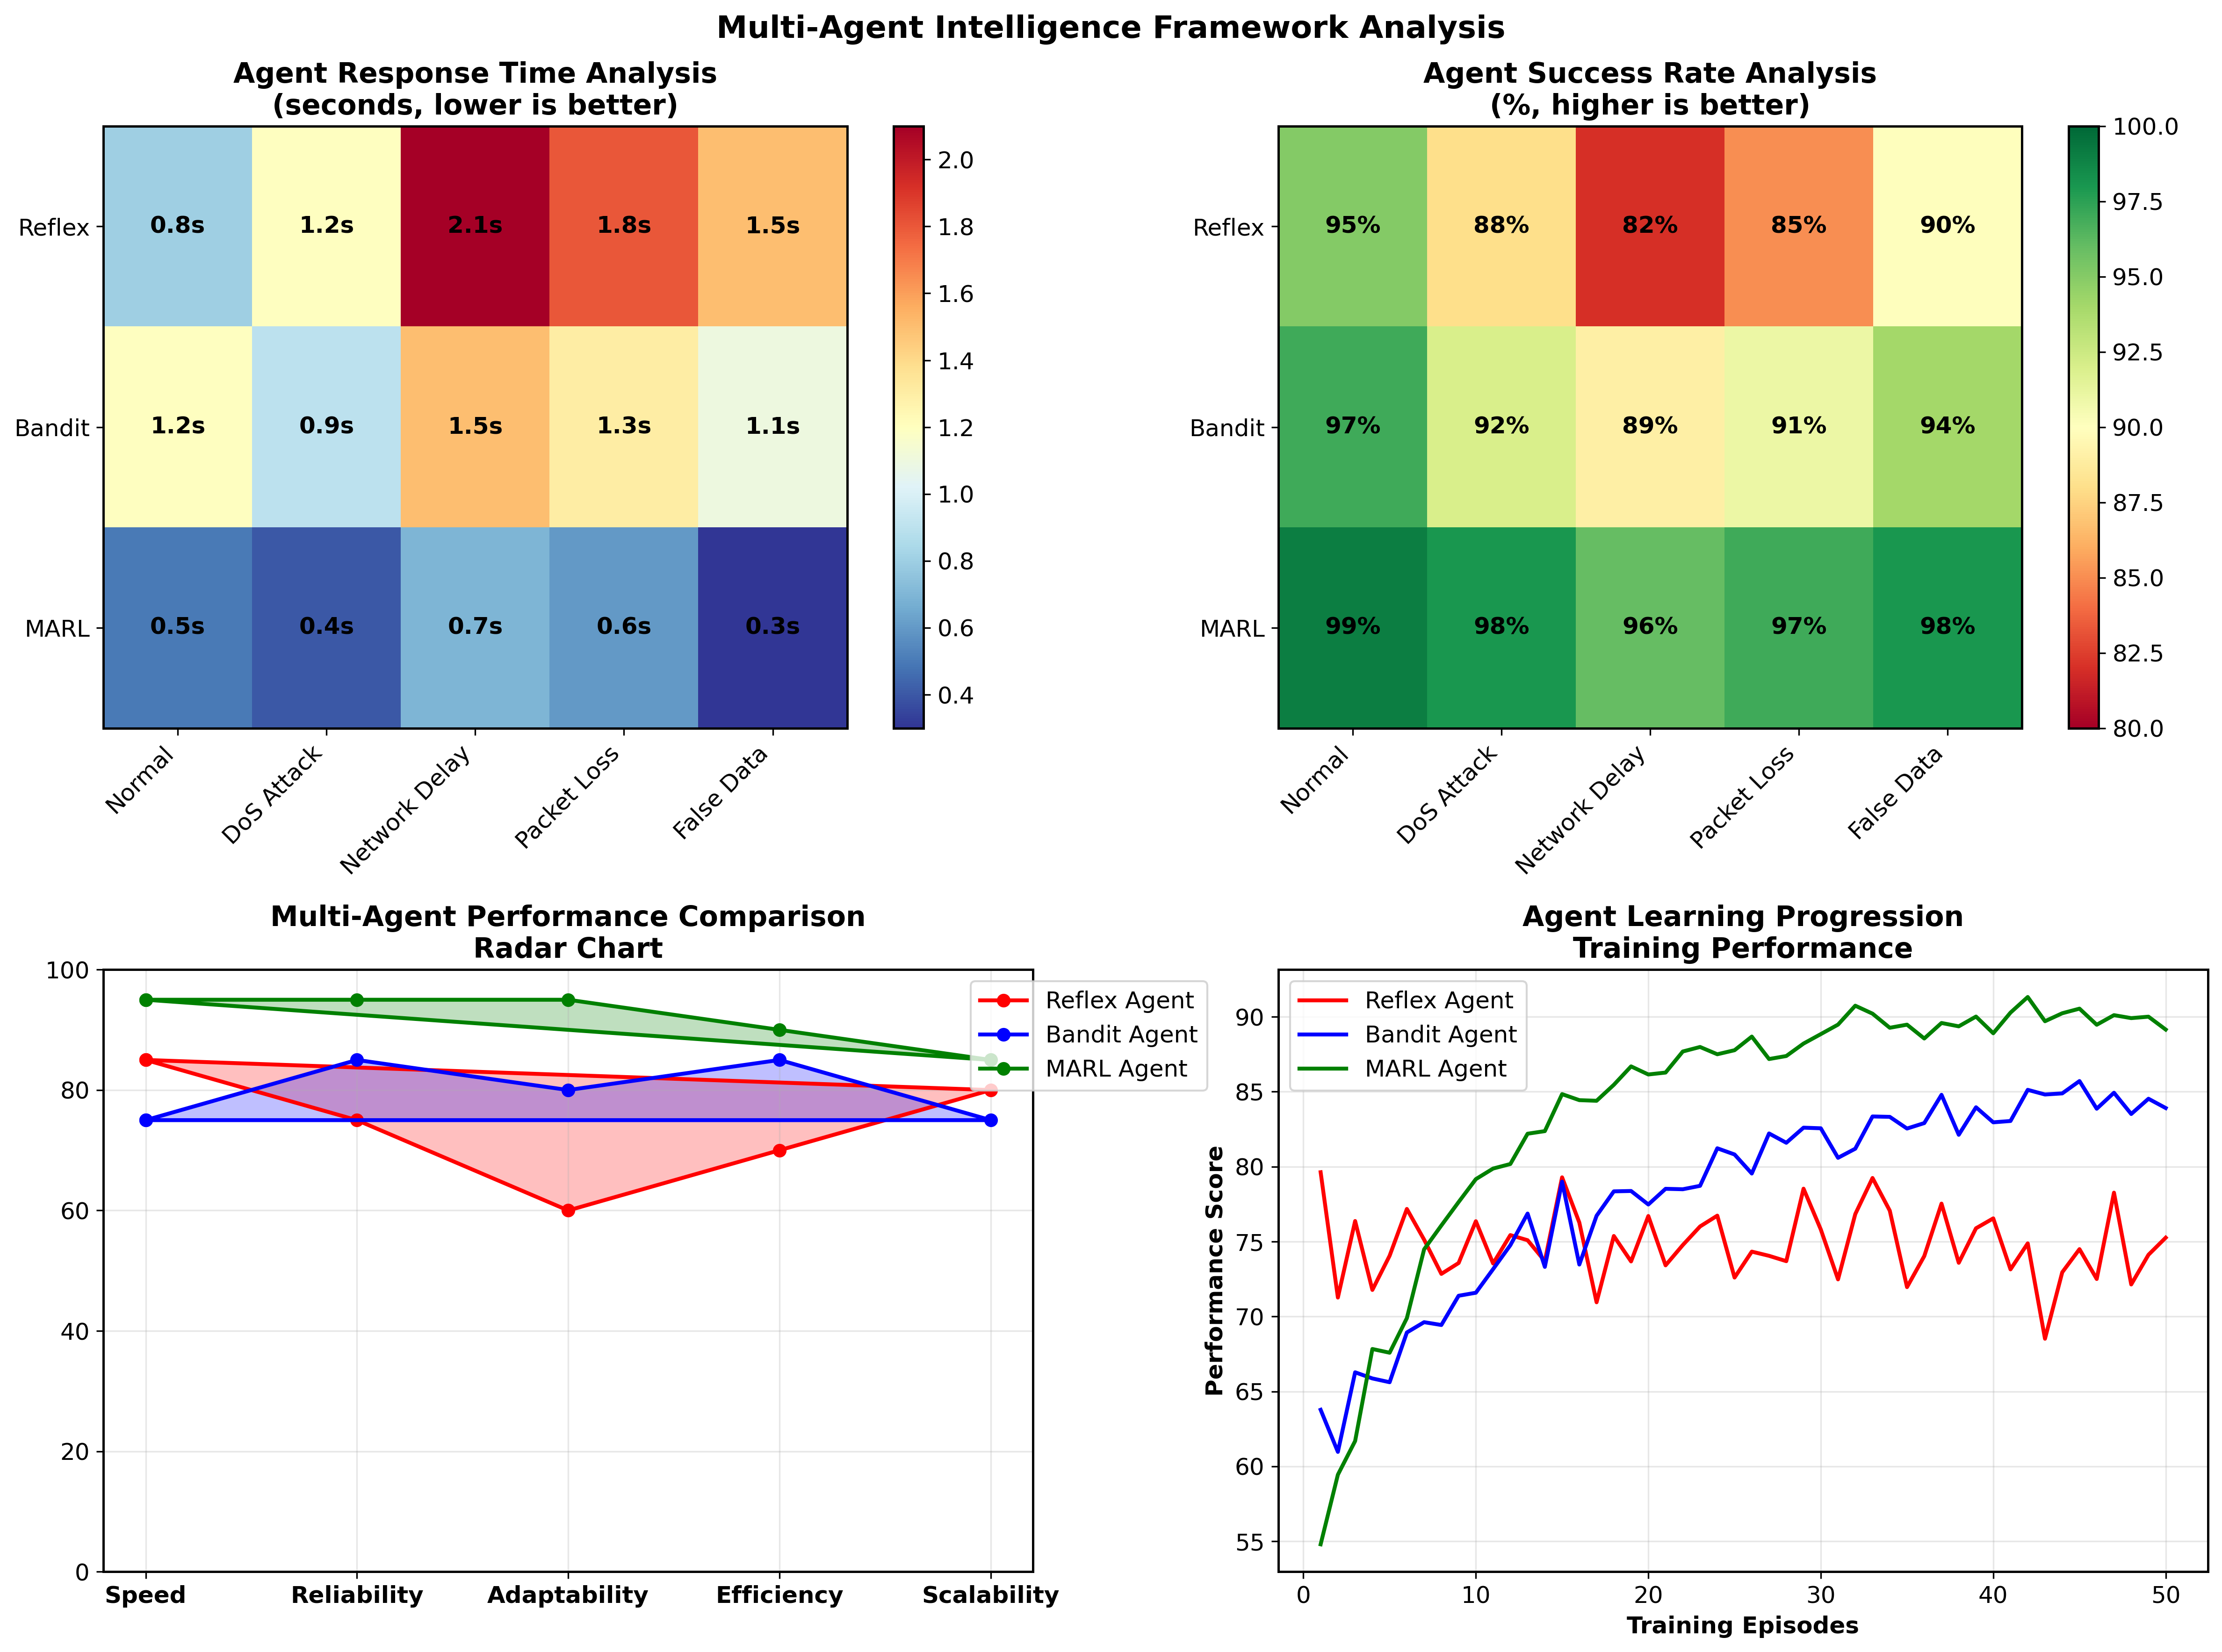 Multi-Agent Intelligence Framework Analysis
Agent Response Time Analysis
(seconds, lower is better)
Reflex
0.8s 1.2s 2.1s 1.8s 1.5s
Bandit
1.2s 0.9s 1.5s 1.3s 1.1s
MARL
0.5s 0.4s 0.7s 0.6s 0.3s
Normal
DoS Attack
Network Delay
Packet Loss
False Data
2.0
1.8
1.6
1.4
1.2
1.0
0.8
0.6
0.4
Agent Success Rate Analysis
(%, higher is better)
Reflex
95% 88% 82% 85% 90%
Bandit
97% 92% 89% 91% 94%
MARL
99% 98% 96% 97% 98%
Normal
DoS Attack
Network Delay
Packet Loss
False Data
100.0
97.5
95.0
92.5
90.0
87.5
85.0
82.5
80.0
Multi-Agent Performance Comparison
Radar Chart
100
80
60
40
20
0
Speed Reliability Adaptability Efficiency Scalability
Reflex Agent
Bandit Agent
MARL Agent
Agent Learning Progression
Training Performance
Reflex Agent
Bandit Agent
MARL Agent
Performance Score
90
85
80
75
70
65
60
55
0 10 20 30 40 50
Training Episodes